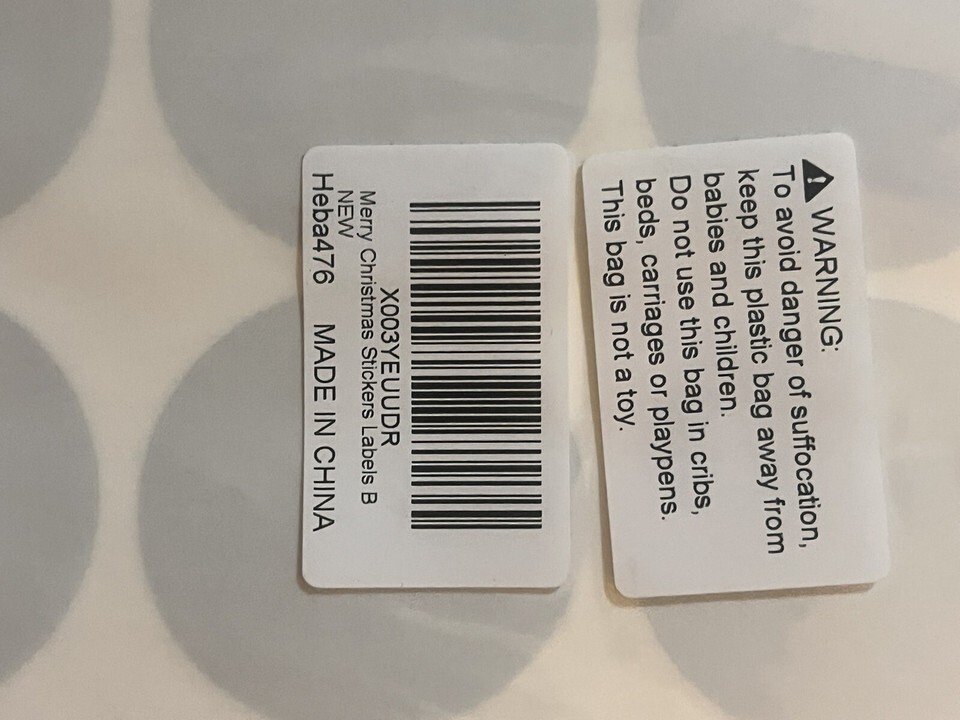 WARNING:
To avoid danger of suffocation,
keep this plastic bag away from
babies and children.
Do not use this bag in cribs,
beds, carriages or playpens.
This bag is not a toy.
X003YEUUDR
Merry Christmas Stickers Labels B
NEW
Heba476 MADE IN CHINA